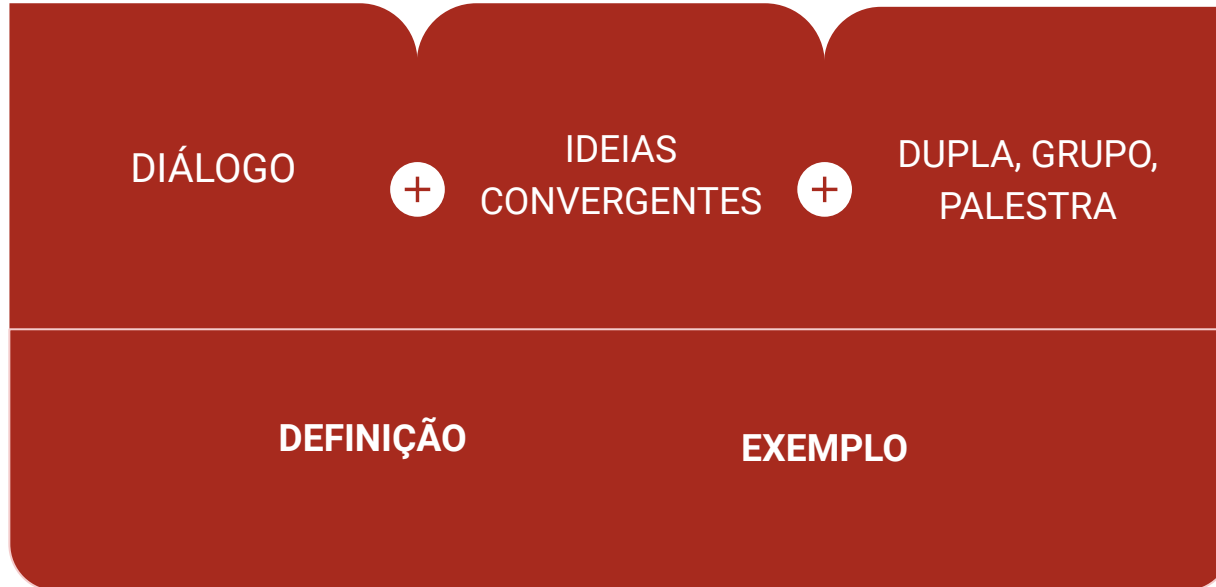 DIÁLOGO
+
IDEIAS
CONVERGENTES
+
DUPLA, GRUPO,
PALESTRA
DEFINIÇÃO
EXEMPLO